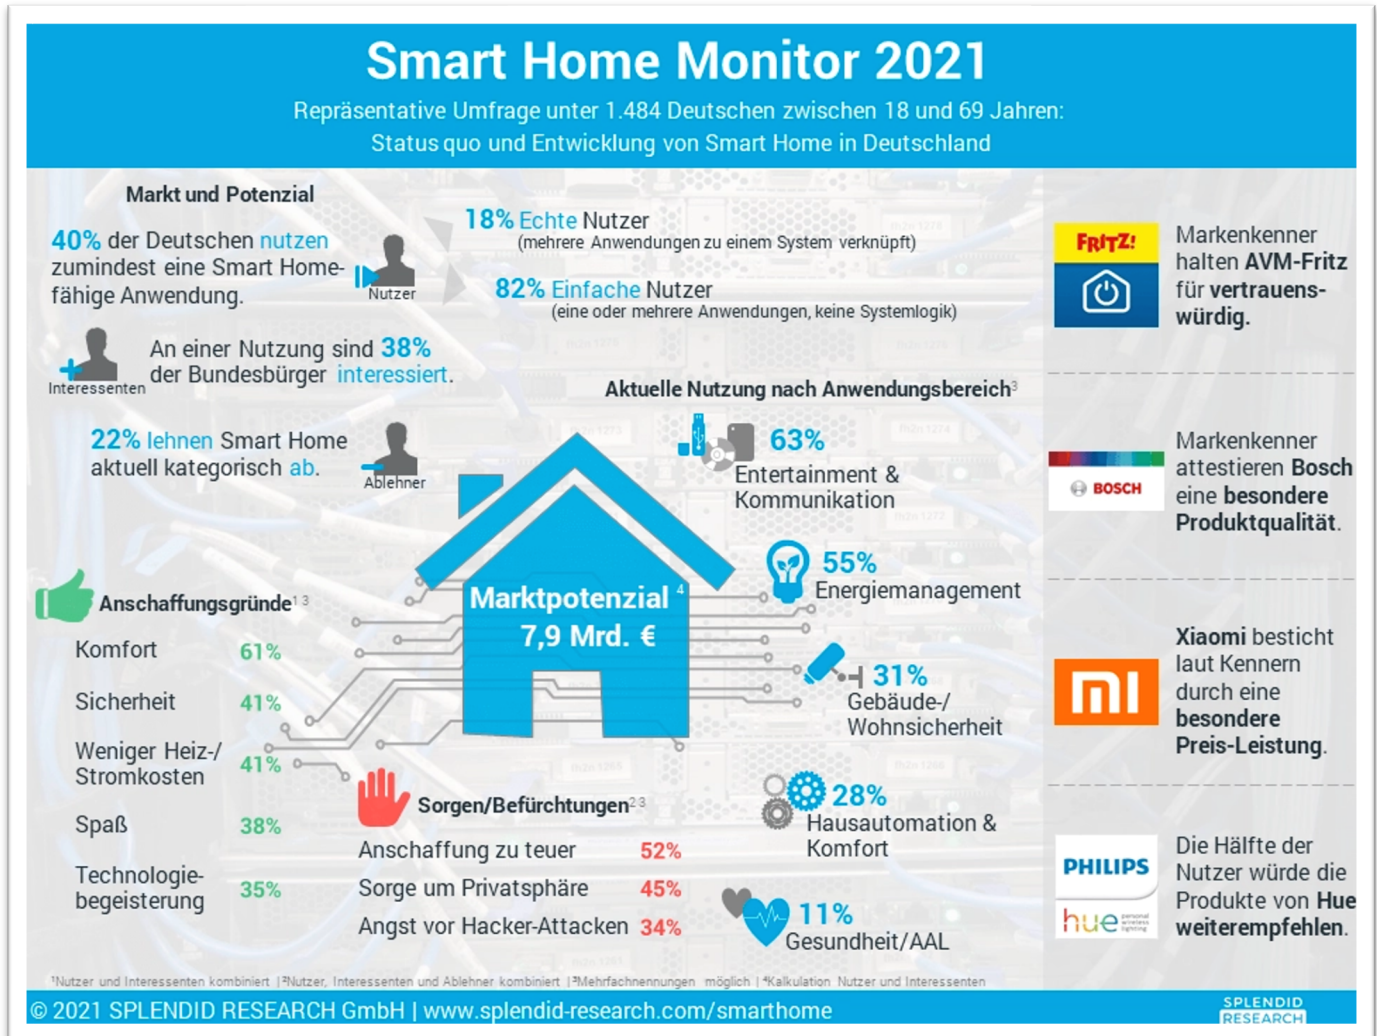 Smart Home Monitor 2021
Repräsentative Umfrage unter 1.484 Deutschen zwischen 18 und 69 Jahren:
Status quo und Entwicklung von Smart Home in Deutschland
Markt und Potenzial
40% der Deutschen nutzen
zumindest eine Smart Home-
fähige Anwendung.
Nutzer
18% Echte Nutzer
(mehrere Anwendungen zu einem System verknüpft)
82% Einfache Nutzer
(eine oder mehrere Anwendungen, keine Systemlogik)
Interessenten
An einer Nutzung sind 38%
der Bundesbürger interessiert.
22% lehnen Smart Home
aktuell kategorisch ab.
Ablehner
Aktuelle Nutzung nach Anwendungsbereich³
63%
Entertainment &
Kommunikation
55%
Energiemanagement
31%
Gebäude-/
Wohnsicherheit
28%
Hausautomation &
Komfort
11%
Gesundheit/AAL
Marktpotenzial ⁴
7,9 Mrd. €
Anschaffungsgründe¹ ³
Komfort 61%
Sicherheit 41%
Weniger Heiz-/
Stromkosten 41%
Spaß 38%
Technologie-
begeisterung 35%
Sorgen/Befürchtungen² ³
Anschaffung zu teuer 52%
Sorge um Privatsphäre 45%
Angst vor Hacker-Attacken 34%
FRITZ!
Markenkenner
halten AVM-Fritz
für vertrauens-
würdig.
BOSCH
Markenkenner
attestieren Bosch
eine besondere
Produktqualität.
mi
Xiaomi besticht
laut Kennern
durch eine
besondere
Preis-Leistung.
PHILIPS
hue personal
wireless
lighting
Die Hälfte der
Nutzer würde die
Produkte von Hue
weiterempfehlen.
¹Nutzer und Interessenten kombiniert | ²Nutzer, Interessenten und Ablehner kombiniert | ³Mehrfachnennungen möglich | ⁴Kalkulation Nutzer und Interessenten
© 2021 SPLENDID RESEARCH GmbH | www.splendid-research.com/smarthome
SPLENDID
RESEARCH